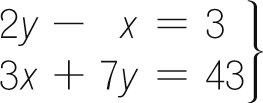 2y − x = 3
3x + 7y = 43}